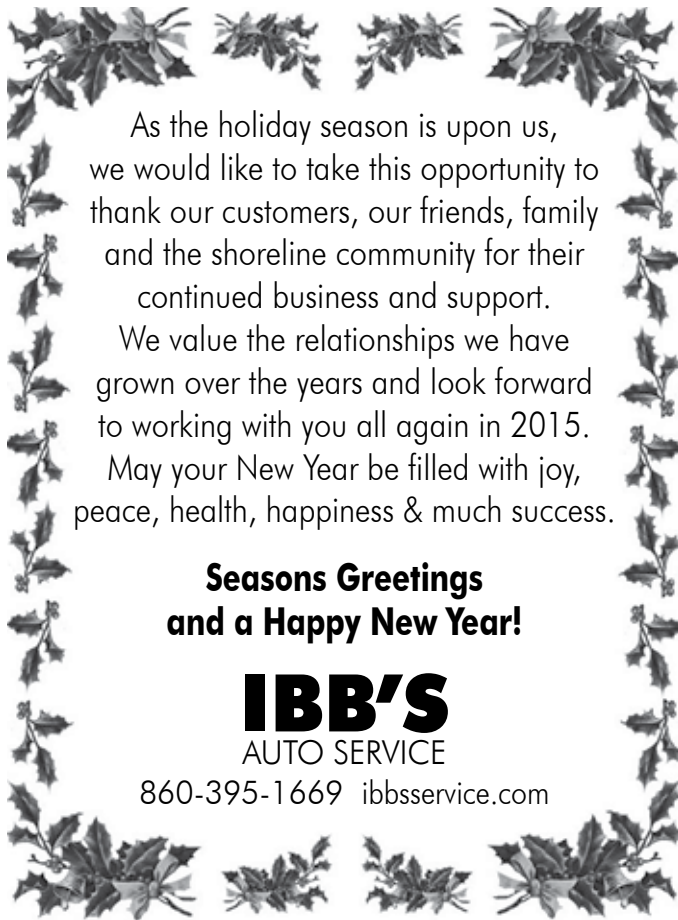 As the holiday season is upon us,
we would like to take this opportunity to
thank our customers, our friends, family
and the shoreline community for their
continued business and support.
We value the relationships we have
grown over the years and look forward
to working with you all again in 2015.
May your New Year be filled with joy,
peace, health, happiness & much success.
Seasons Greetings
and a Happy New Year!
IBB'S
AUTO SERVICE
860-395-1669 ibbsservice.com